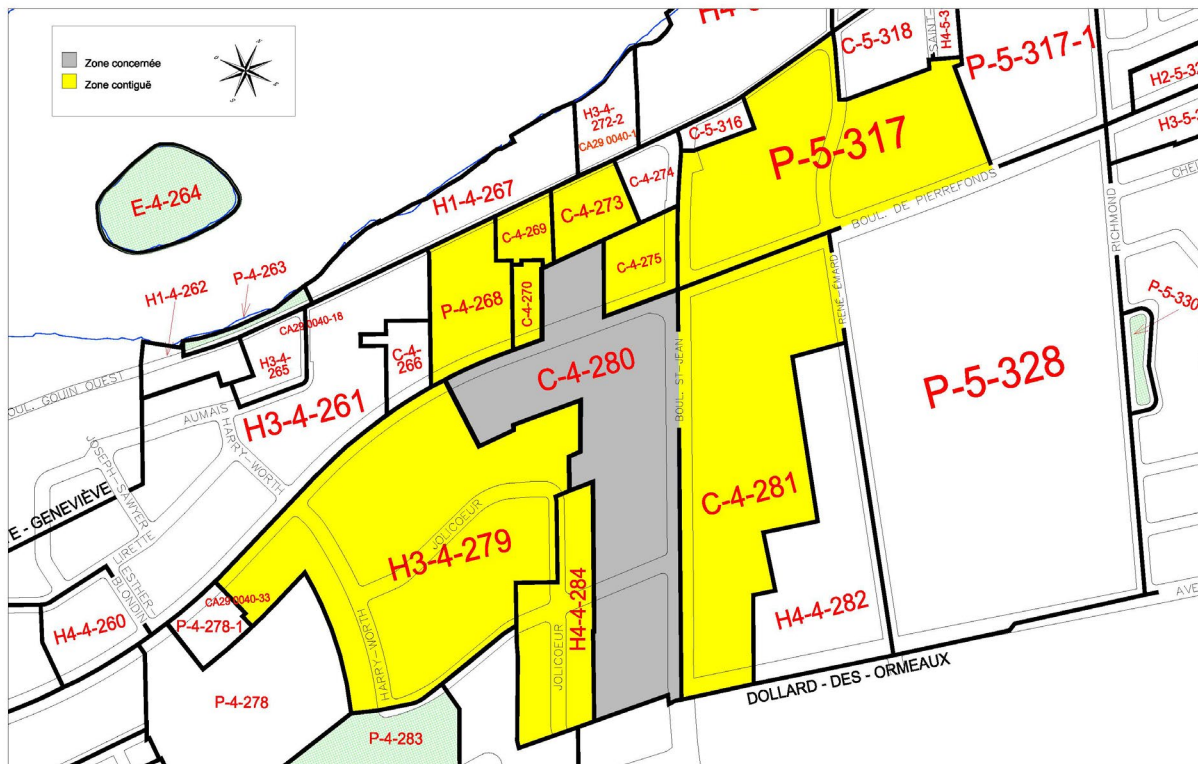 Zone concernée
Zone contiguë
N
E
S
O
H4-5-3
C-5-318
SAINT-
P-5-317-1
H2-5-32
H3-5-3
H3-4-
272-2
CA29 0040-1
C-5-316
P-5-317
C-4-274
E-4-264
H1-4-267
C-4-273
C-4-269
C-4-275
C-4-270
P-4-268
BOUL. DE PIERREFONDS
RENÉ-ÉMARD
RICHMOND
CHE
P-5-330
P-4-263
H1-4-262
CA29 0040-18
H3-4-
265
C-4-
266
BOUL. GOUIN OUEST
AUMAIS
H3-4-261
HARRY-WORTH
C-4-280
BOUL. ST-JEAN
P-5-328
JOSEPH-SAWYER
TE - GENEVIÈVE
LIRETTE
ESTHER-
BLONDIN
C-4-281
JOLICOEUR
H3-4-279
H4-4-284
H4-4-282
AVE
H4-4-260
CA29 0040-33
P-4-278-1
HARRY-WORTH
JOLICOEUR
P-4-278
P-4-283
DOLLARD - DES - ORMEAUX